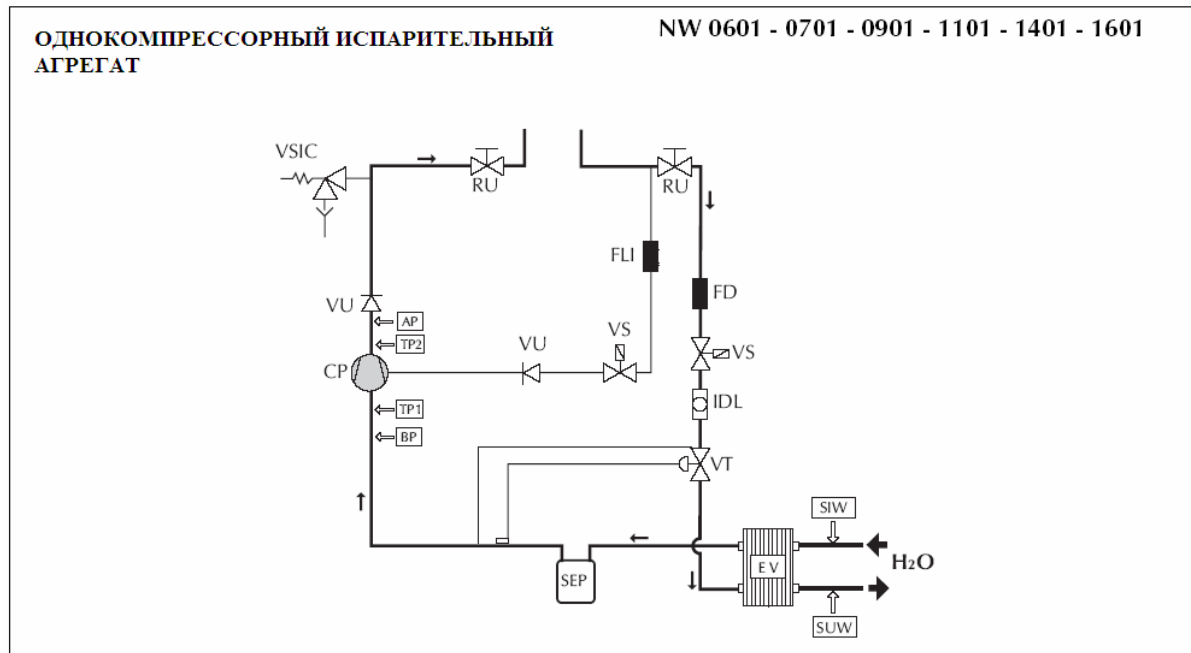 ОДНОКОМПРЕССОРНЫЙ ИСПАРИТЕЛЬНЫЙ
АГРЕГАТ
NW 0601 - 0701 - 0901 - 1101 - 1401 - 1601
VSIC
RU
RU
FLI
FD
VU
AP
TP2
VU
VS
VS
CP
IDL
TP1
BP
VT
SIW
H2O
EV
SEP
SUW